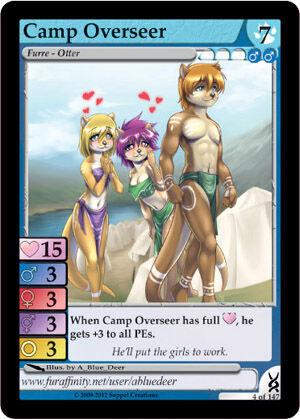 Camp Overseer 7
Furre - Otter
15
3
3
3
3
When Camp Overseer has full , he
gets +3 to all PEs.
He'll put the girls to work.
Illus. by A_Blue_Deer
www.furaffinity.net/user/abluedeer
4 of 147
© 2009-2012 Seppel Creations